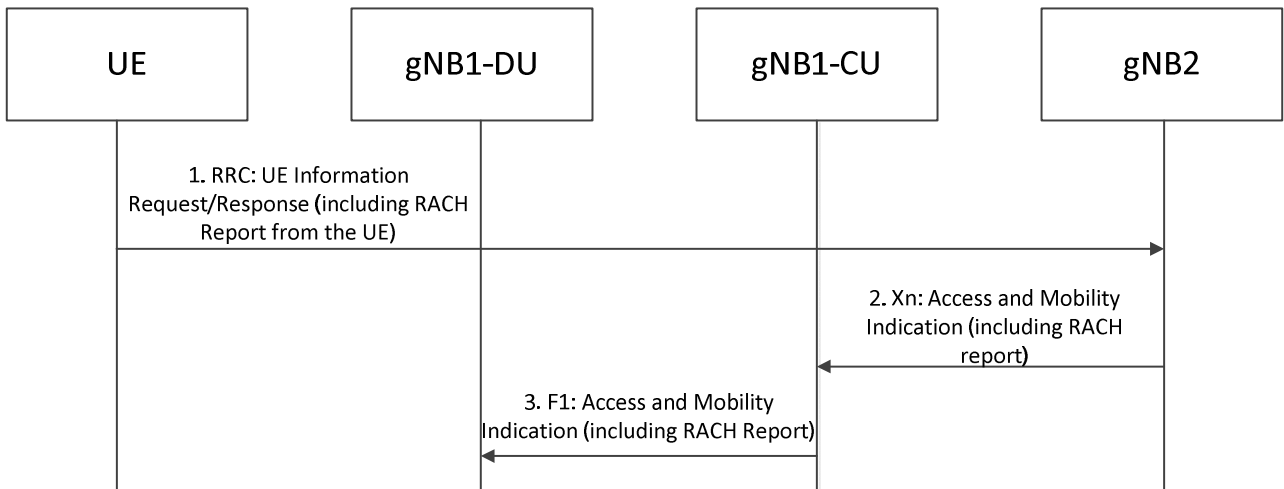 UE
gNB1-DU
gNB1-CU
gNB2
1. RRC: UE Information
Request/Response (including RACH
Report from the UE)
2. Xn: Access and Mobility
Indication (including RACH
report)
3. F1: Access and Mobility
Indication (including RACH Report)